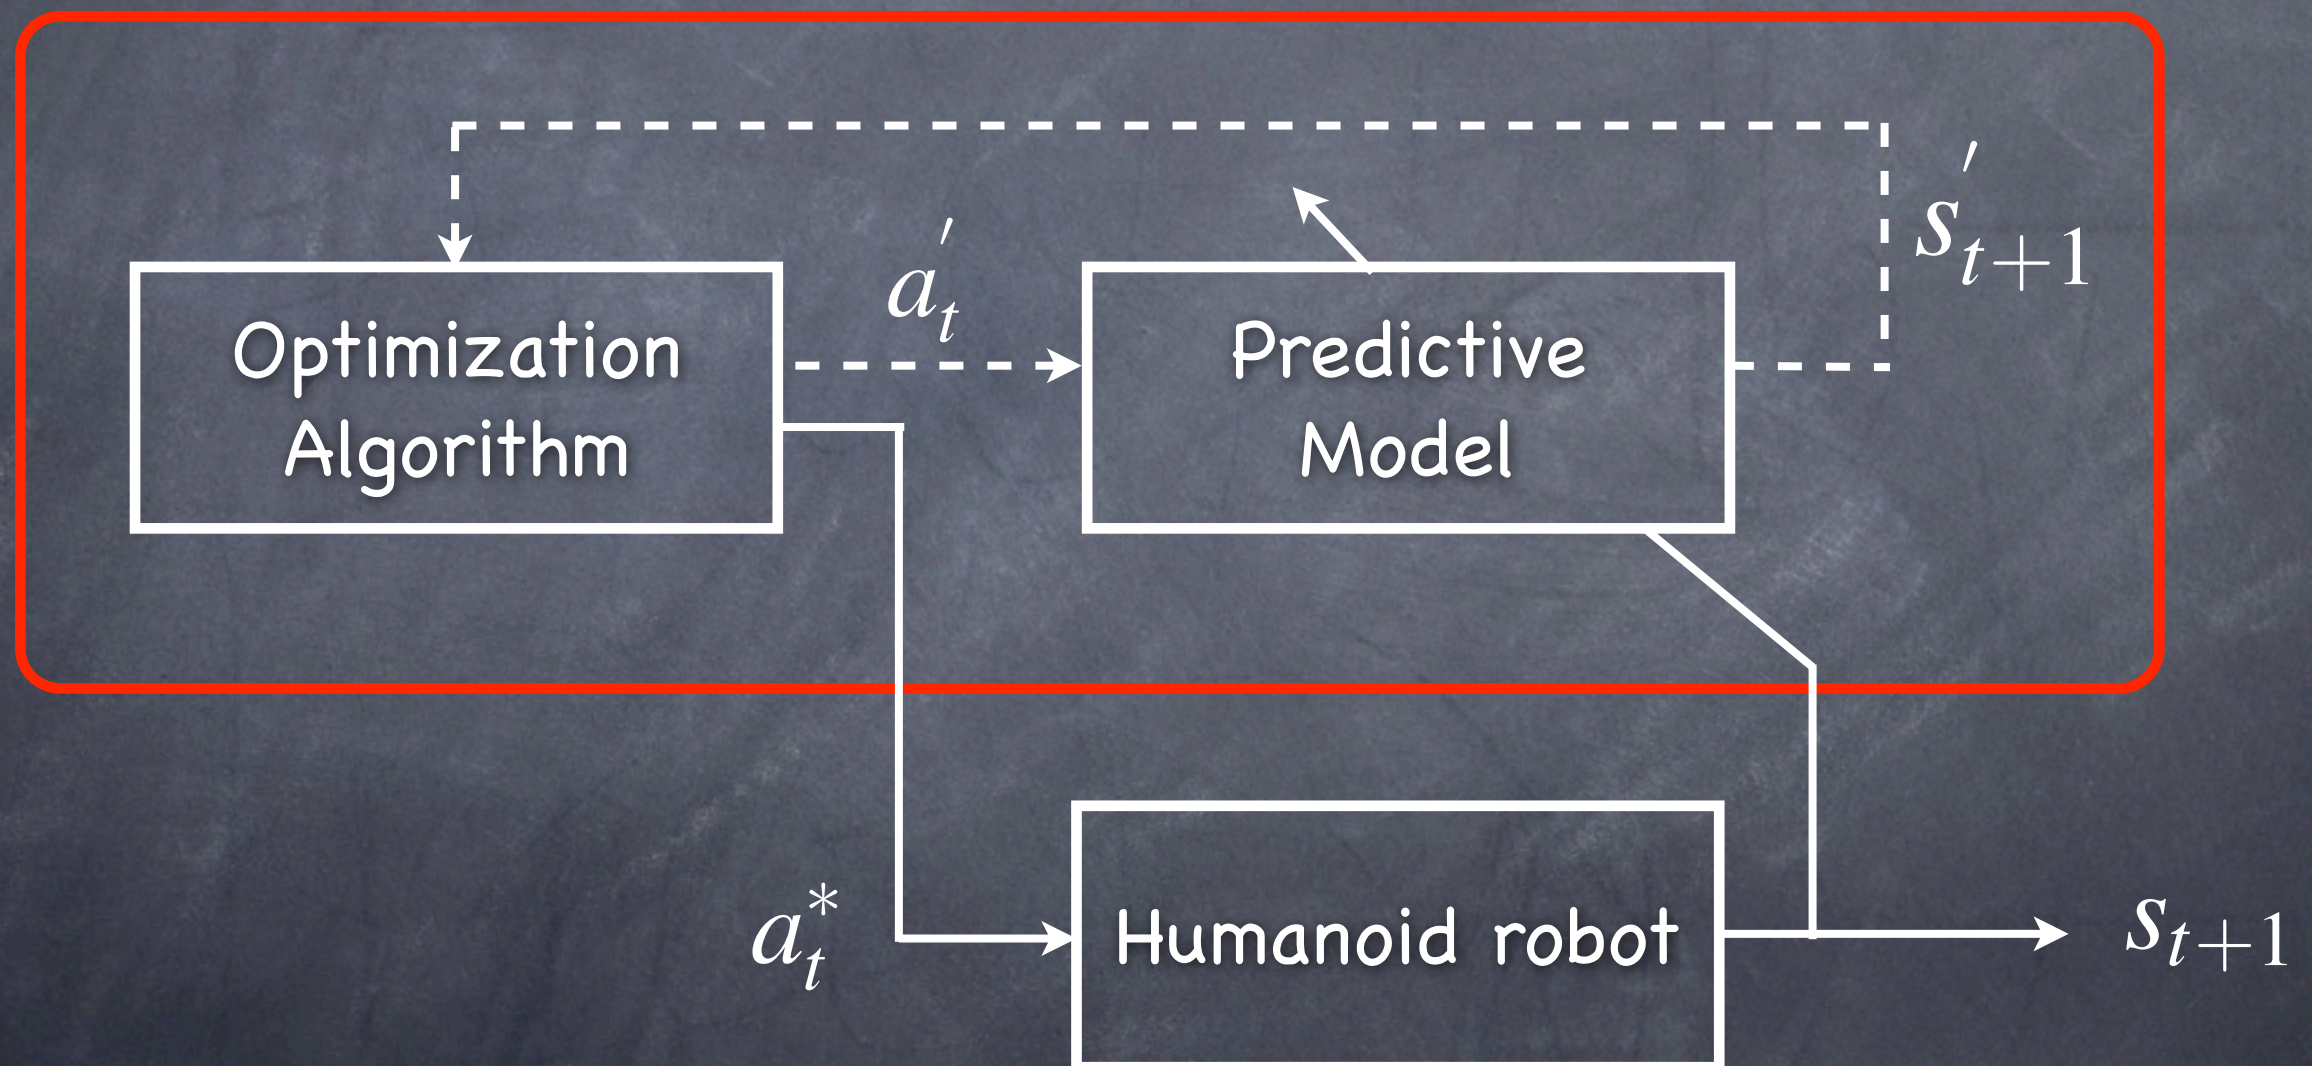 s′ₜ₊₁
a′ₜ
Optimization
Algorithm
Predictive
Model
a*ₜ
Humanoid robot
sₜ₊₁